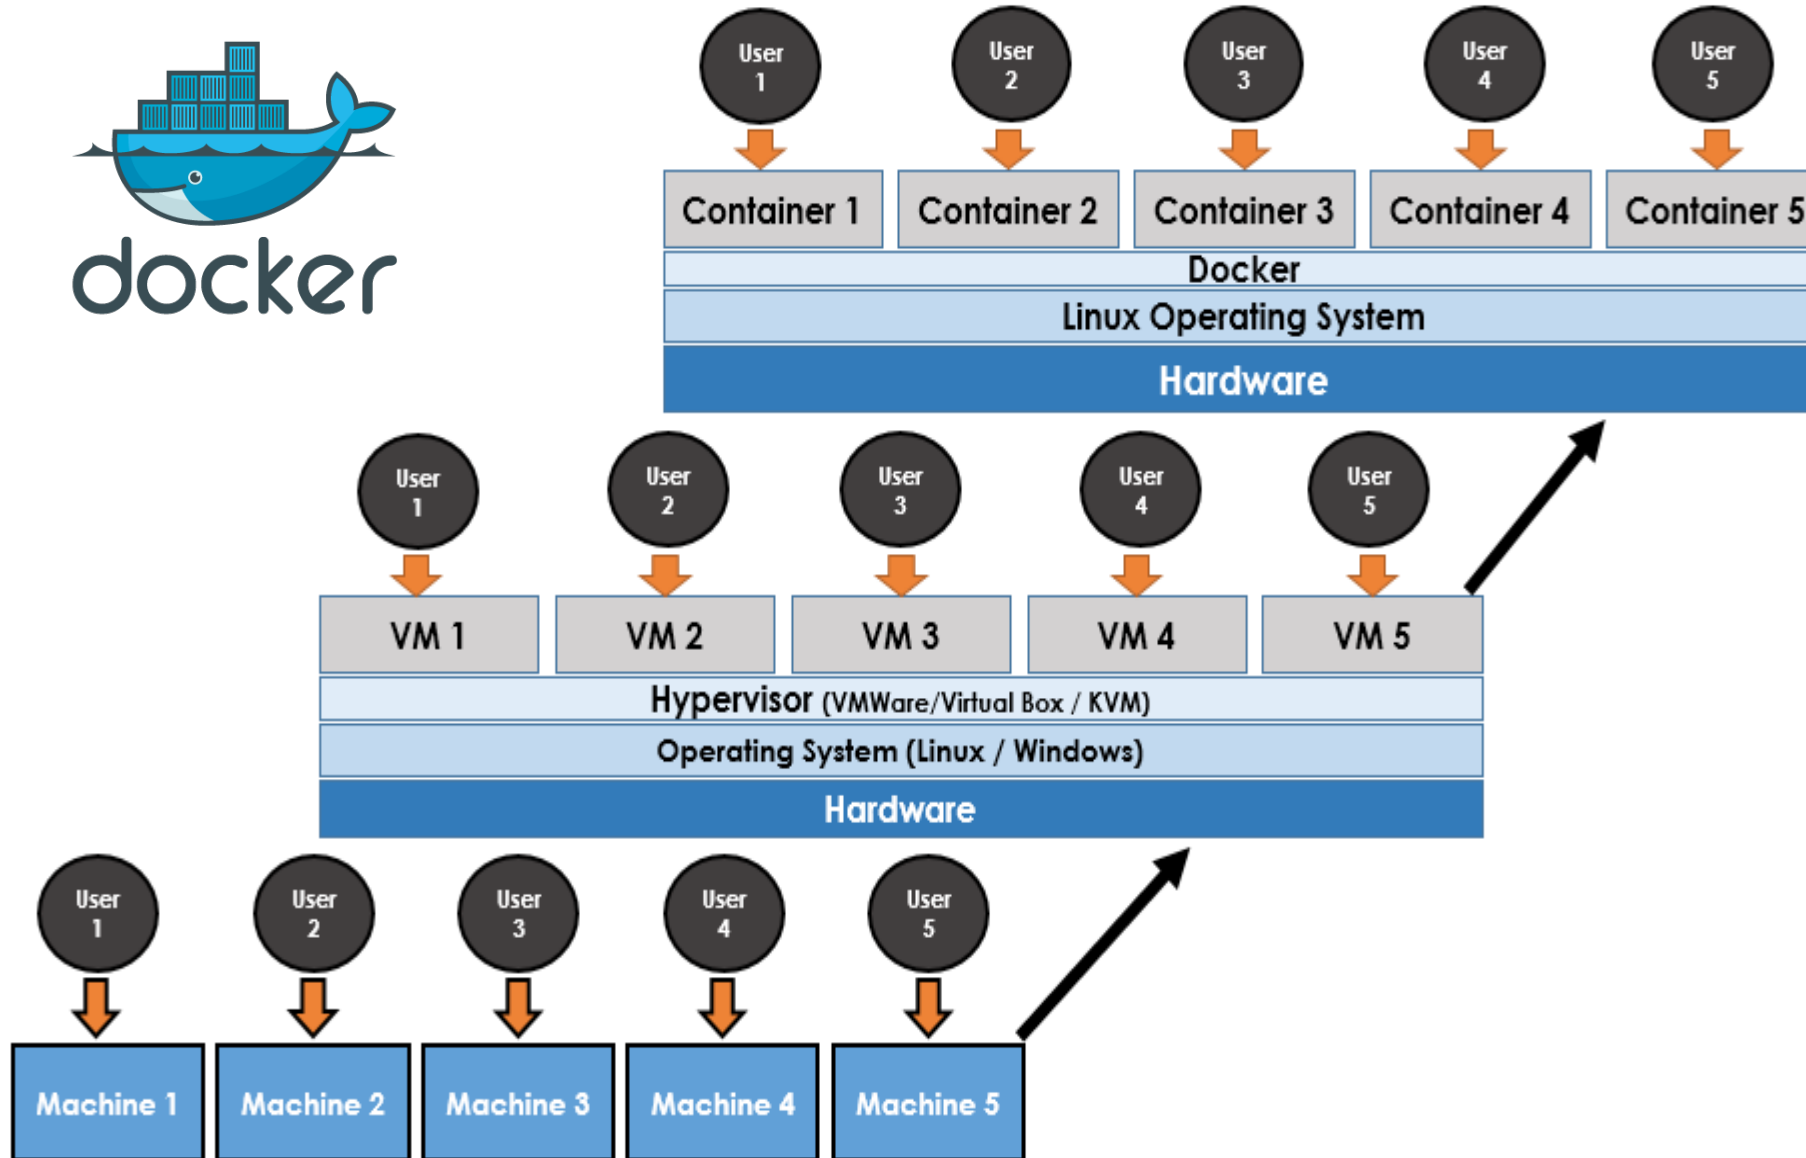 docker
User
1
User
2
User
3
User
4
User
5
Container 1
Container 2
Container 3
Container 4
Container 5
Docker
Linux Operating System
Hardware
User
1
User
2
User
3
User
4
User
5
VM 1
VM 2
VM 3
VM 4
VM 5
Hypervisor (VMWare/Virtual Box / KVM)
Operating System (Linux / Windows)
Hardware
User
1
User
2
User
3
User
4
User
5
Machine 1
Machine 2
Machine 3
Machine 4
Machine 5